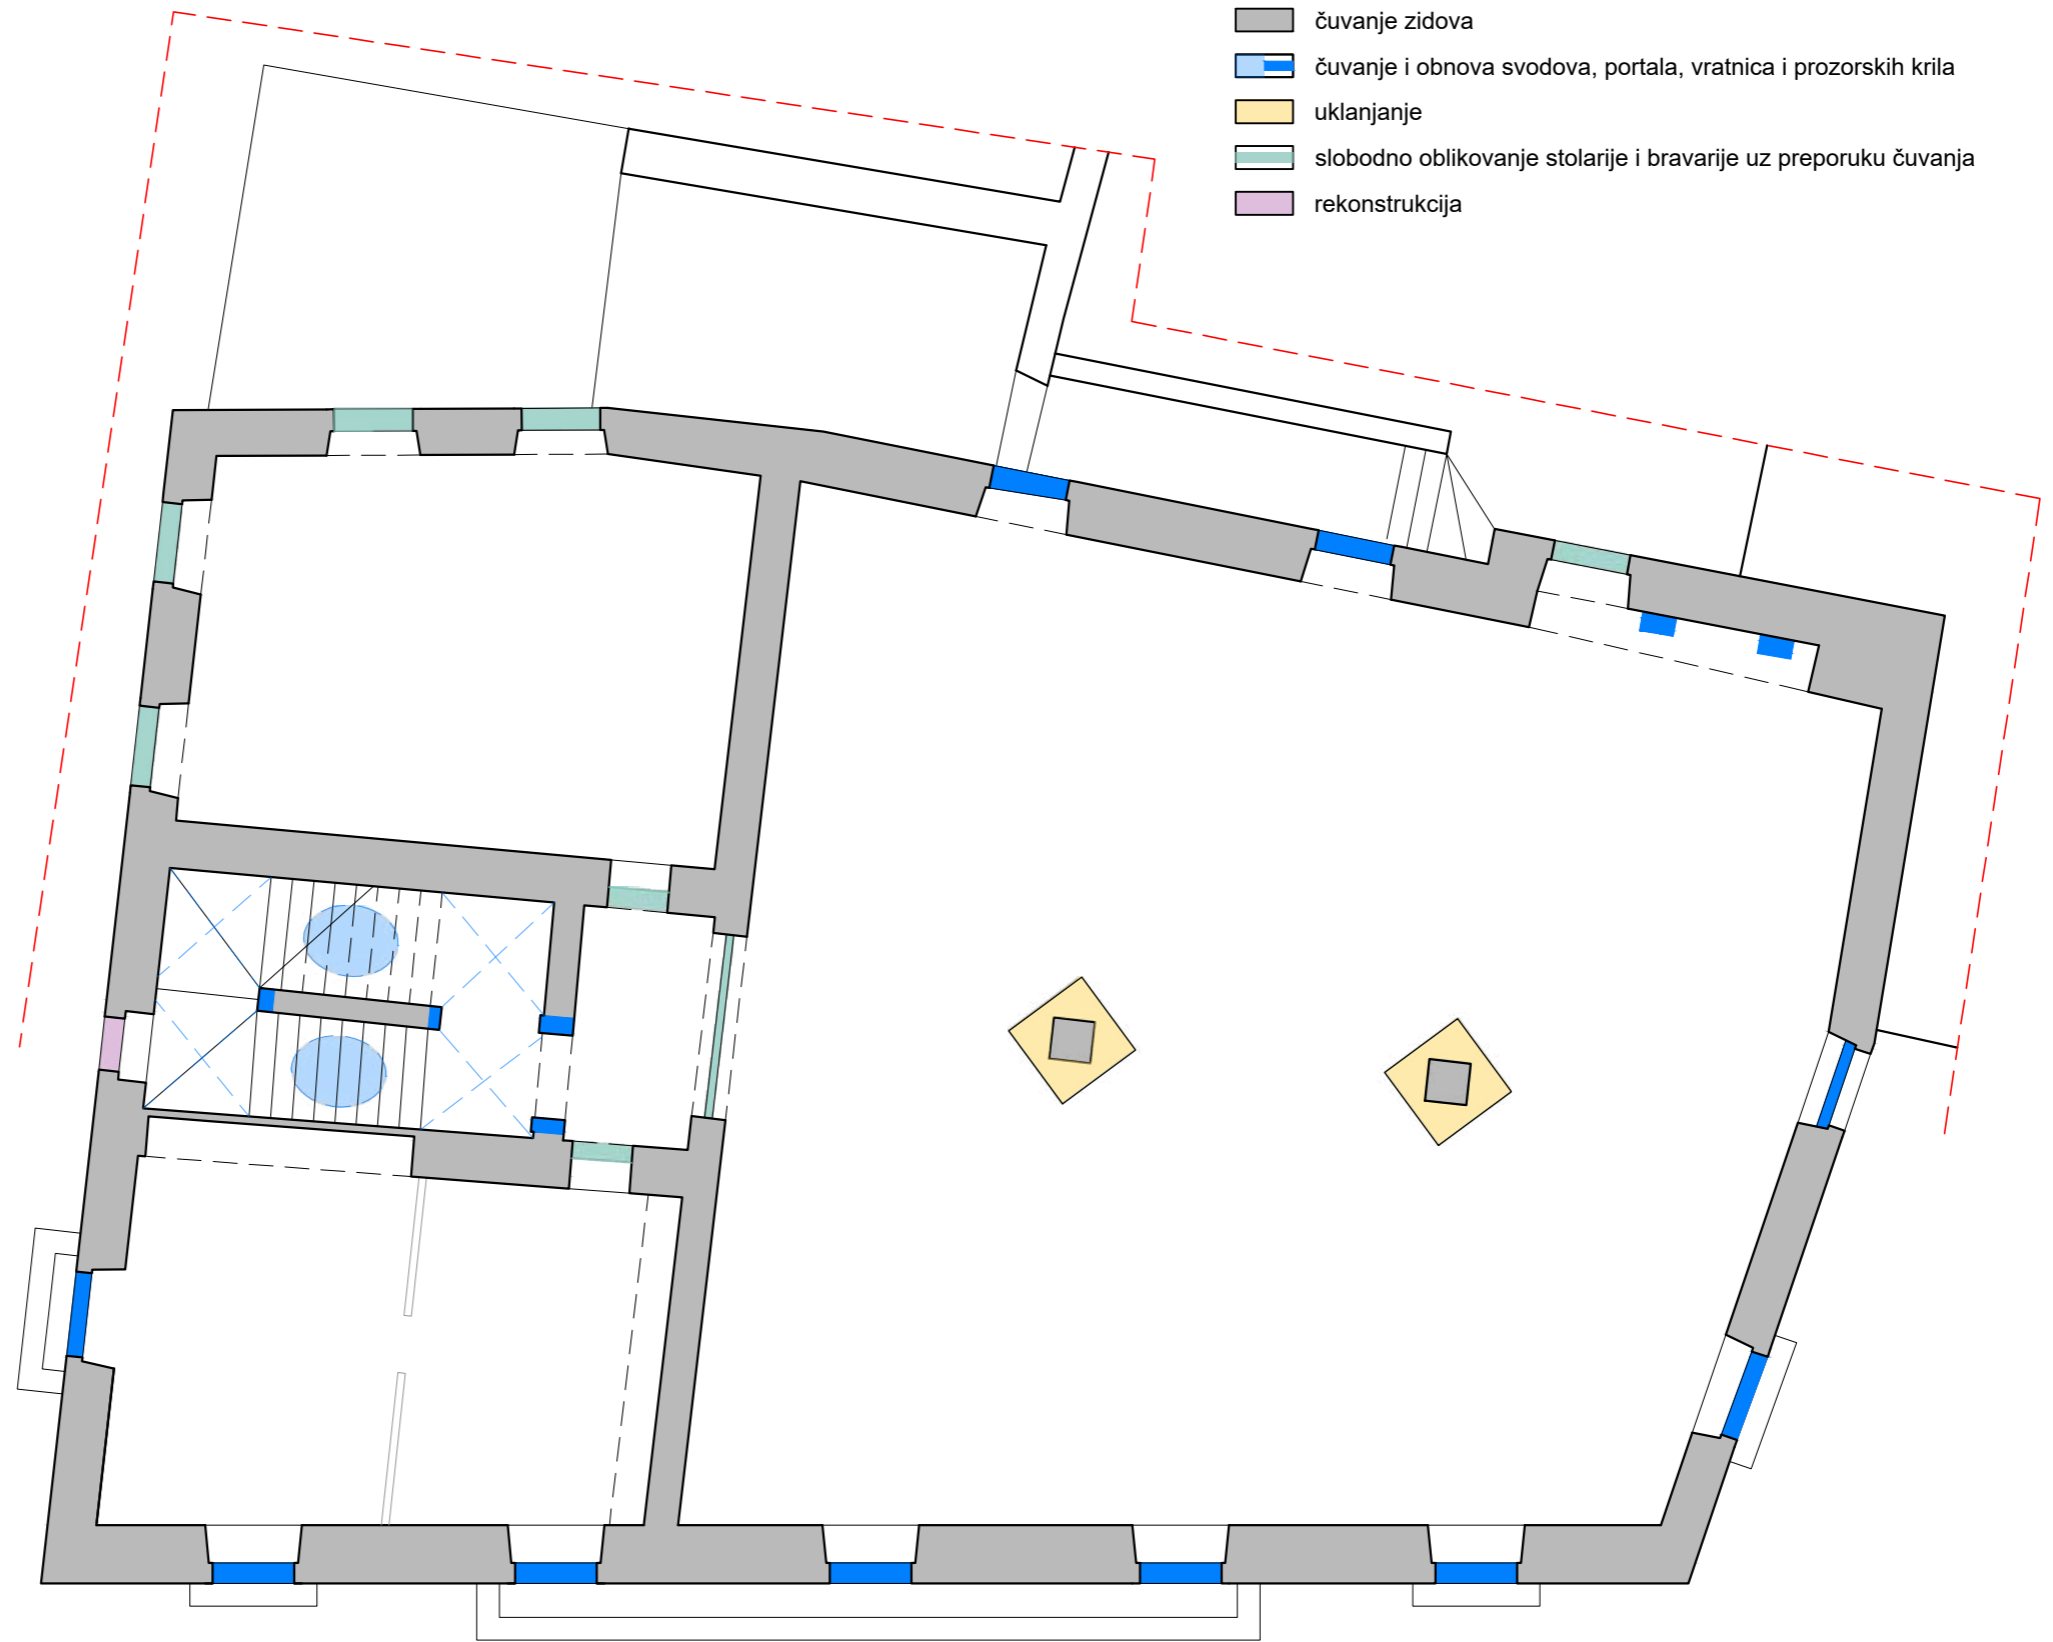 čuvanje zidova
čuvanje i obnova svodova, portala, vratnica i prozorskih krila
uklanjanje
slobodno oblikovanje stolarije i bravarije uz preporuku čuvanja
rekonstrukcija